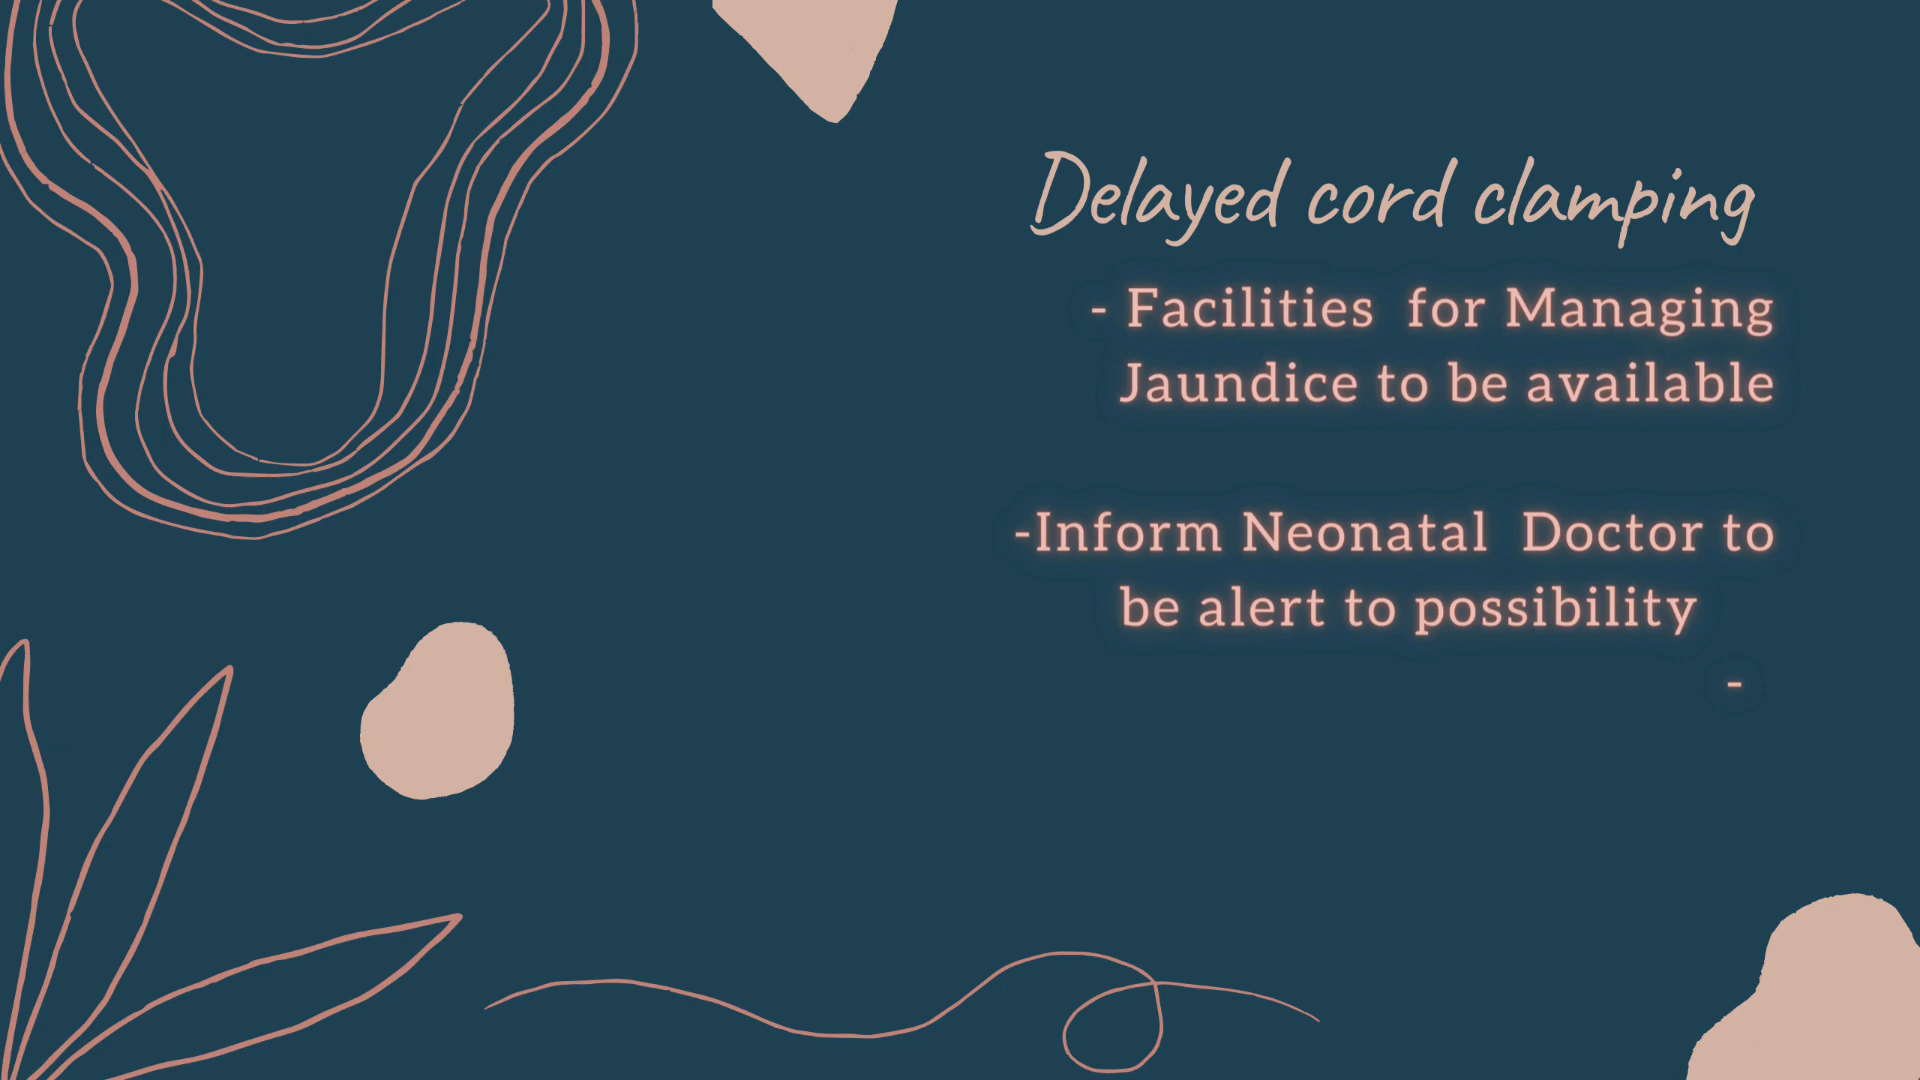 Delayed cord clamping
- Facilities for Managing
Jaundice to be available
-Inform Neonatal Doctor to
be alert to possibility
-